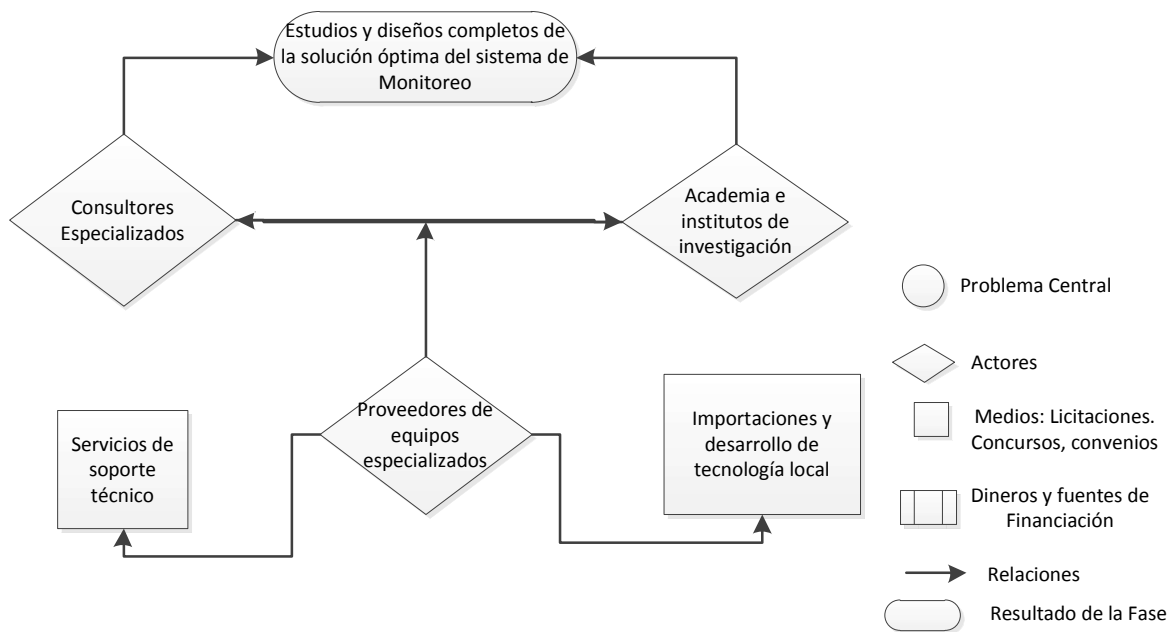 Estudios y diseños completos de
la solución óptima del sistema de
Monitoreo
Consultores
Especializados
Academia e
institutos de
investigación
Problema Central
Actores
Medios: Licitaciones.
Concursos, convenios
Dineros y fuentes de
Financiación
Relaciones
Resultado de la Fase
Servicios de
soporte
técnico
Proveedores de
equipos
especializados
Importaciones y
desarrollo de
tecnología local